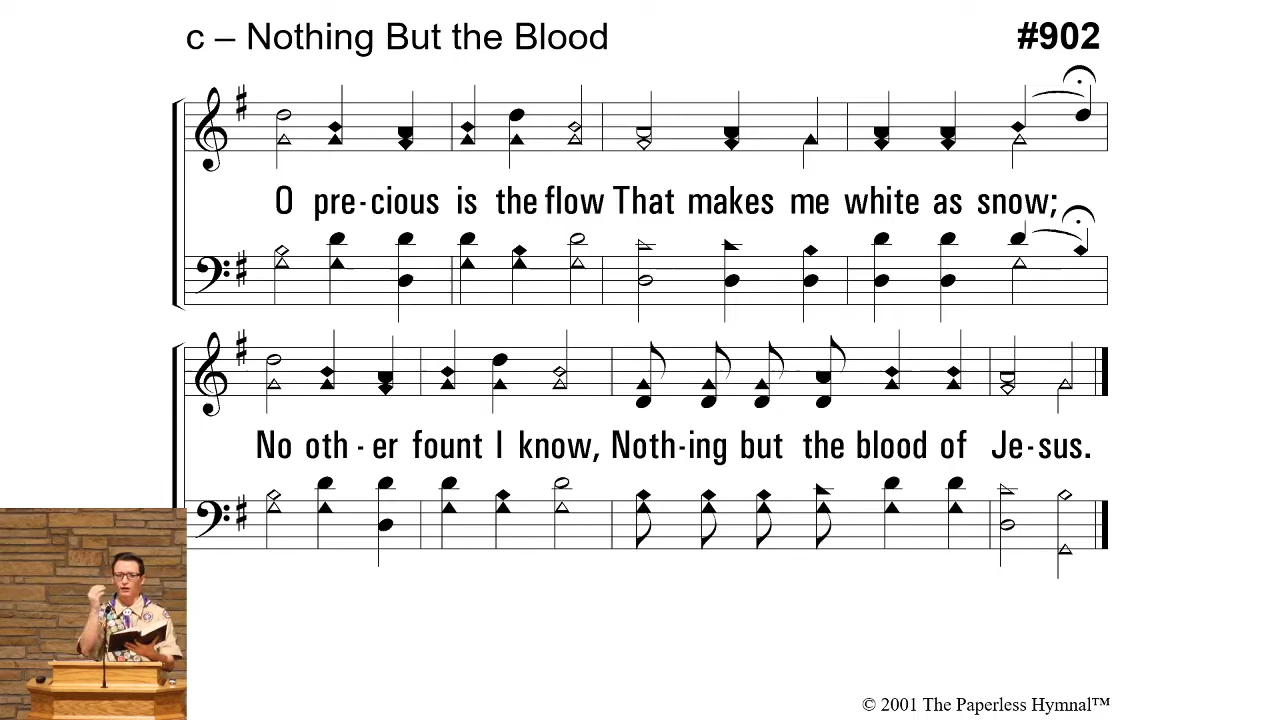 c – Nothing But the Blood #902
O pre-cious is the flow That makes me white as snow;
No oth-er fount I know, Noth-ing but the blood of Je-sus.
© 2001 The Paperless Hymnal™